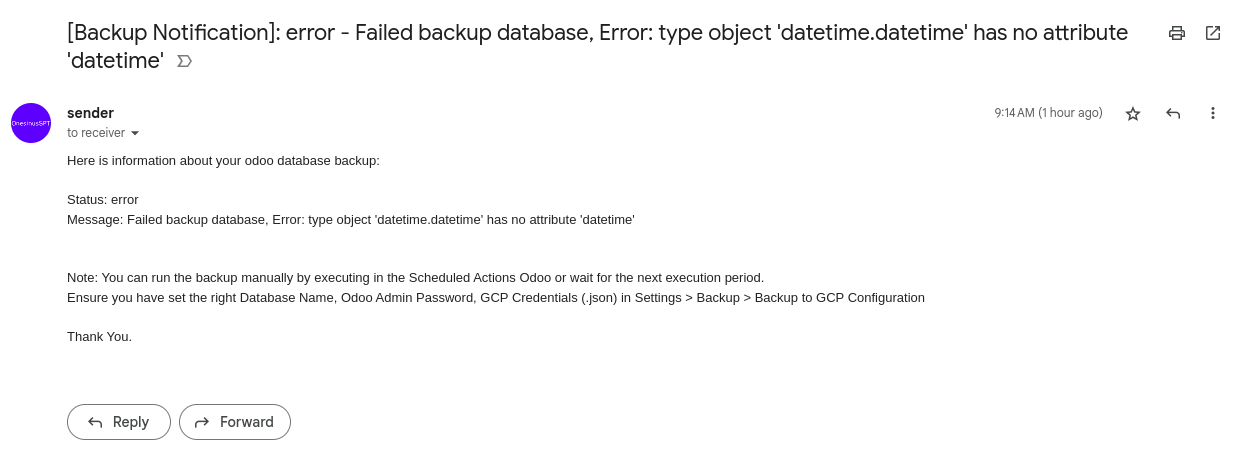 [Backup Notification]: error - Failed backup database, Error: type object 'datetime.datetime' has no attribute
'datetime'
OnesinusSPT
sender
9:14 AM (1 hour ago)
to receiver
Here is information about your odoo database backup:
Status: error
Message: Failed backup database, Error: type object 'datetime.datetime' has no attribute 'datetime'
Note: You can run the backup manually by executing in the Scheduled Actions Odoo or wait for the next execution period.
Ensure you have set the right Database Name, Odoo Admin Password, GCP Credentials (.json) in Settings > Backup > Backup to GCP Configuration
Thank You.
Reply
Forward